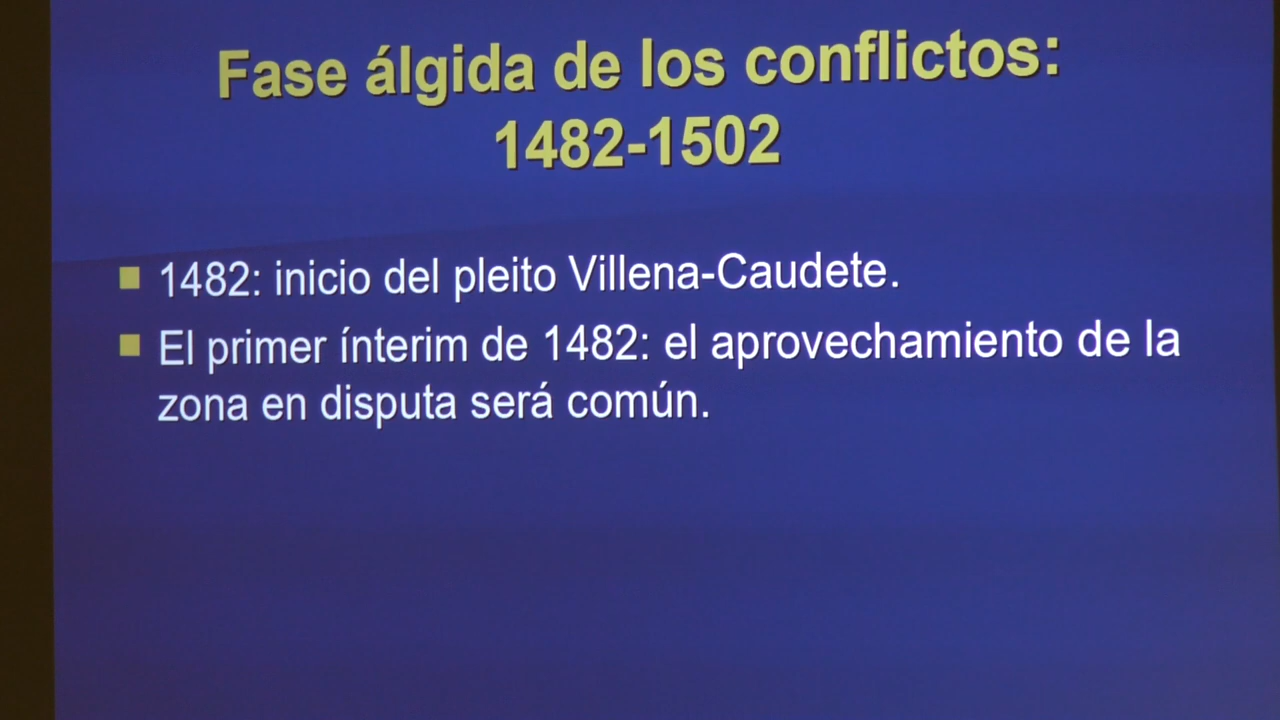 Fase álgida de los conflictos:
1482-1502
1482: inicio del pleito Villena-Caudete.
El primer ínterim de 1482: el aprovechamiento de la
zona en disputa será común.